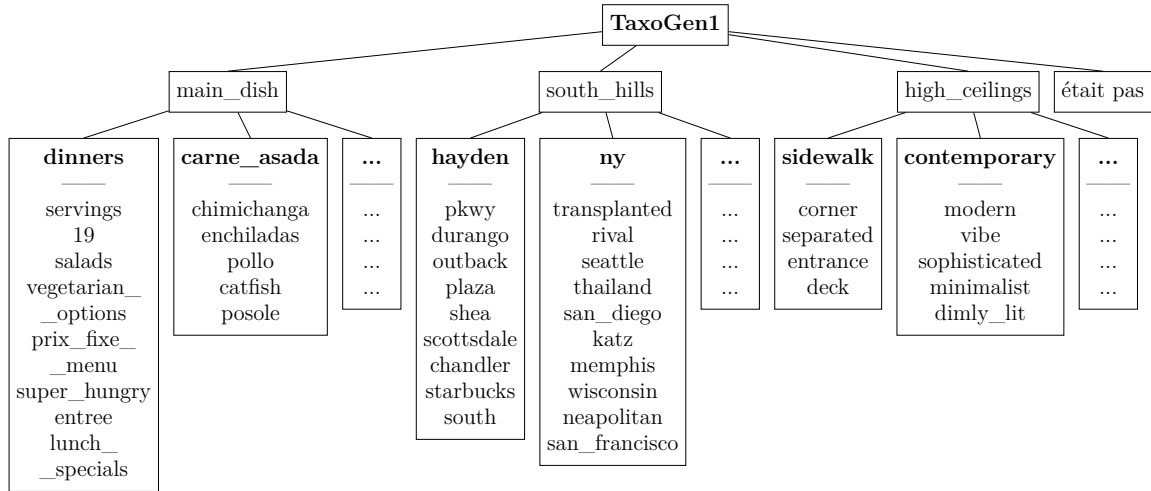 TaxoGen1
main_dish
south_hills
high_ceilings
était pas
dinners
servings
19
salads
vegetarian_
_options
prix_fixe_
_menu
super_hungry
entree
lunch_
_specials
carne_asada
chimichanga
enchiladas
pollo
catfish
posole
...
...
...
...
...
hayden
pkwy
durango
outback
plaza
shea
scottsdale
chandler
starbucks
south
ny
transplanted
rival
seattle
thailand
san_diego
katz
memphis
wisconsin
neapolitan
san_francisco
...
...
...
...
...
sidewalk
corner
separated
entrance
deck
contemporary
modern
vibe
sophisticated
minimalist
dimly_lit
...
...
...
...
...